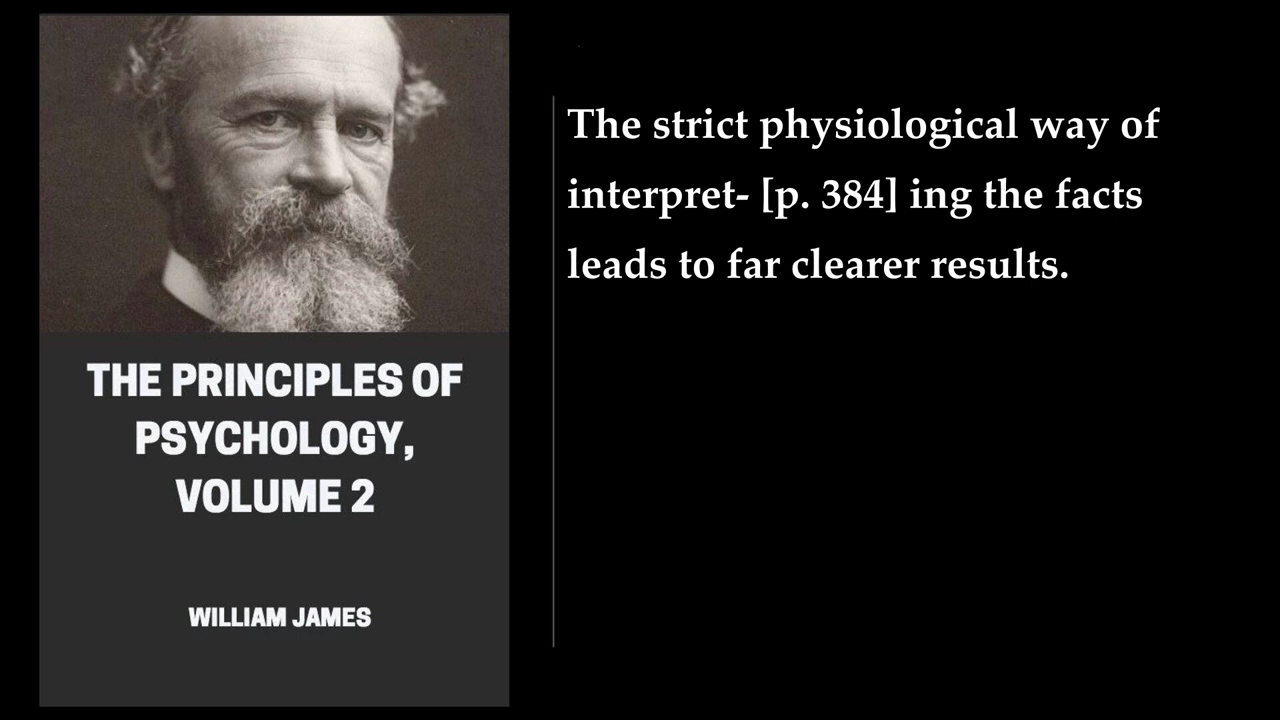 THE PRINCIPLES OF
PSYCHOLOGY,
VOLUME 2
WILLIAM JAMES
The strict physiological way of
interpret- [p. 384] ing the facts
leads to far clearer results.